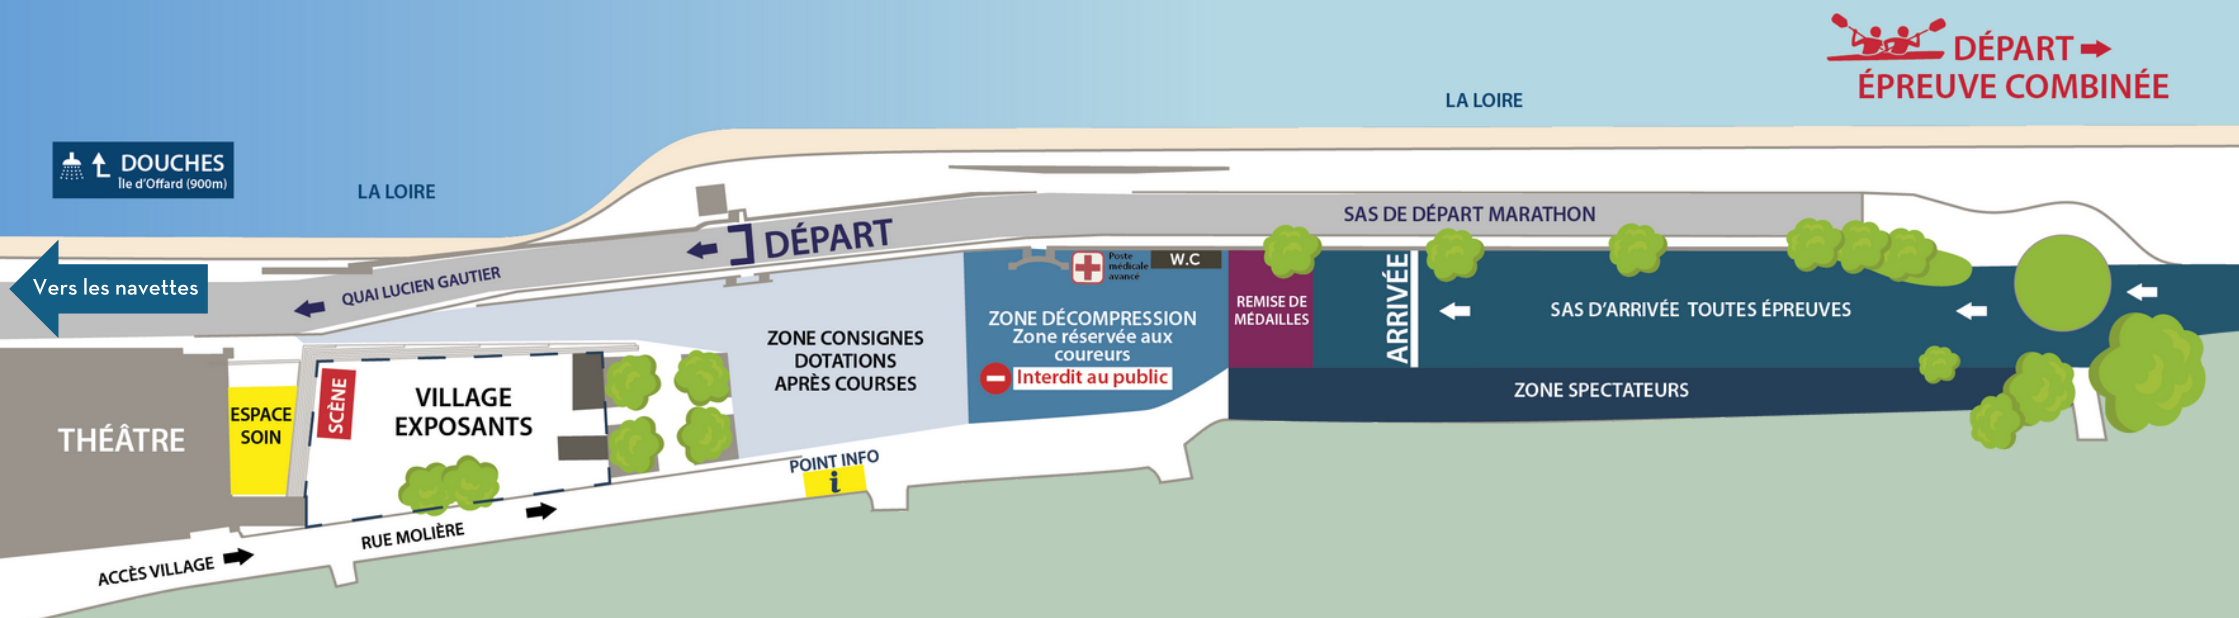 DÉPART
ÉPREUVE COMBINÉE
LA LOIRE
DOUCHES
Île d'Offard (900m)
LA LOIRE
SAS DE DÉPART MARATHON
DÉPART
QUAI LUCIEN GAUTIER
Vers les navettes
Poste
médicale
avancé
W.C
ZONE DÉCOMPRESSION
Zone réservée aux
coureurs
Interdit au public
REMISE DE
MÉDAILLES
ARRIVÉE
SAS D'ARRIVÉE TOUTES ÉPREUVES
ZONE SPECTATEURS
ZONE CONSIGNES
DOTATIONS
APRÈS COURSES
THÉÂTRE
ESPACE
SOIN
SCÈNE
VILLAGE
EXPOSANTS
POINT INFO
i
RUE MOLIÈRE
ACCÈS VILLAGE